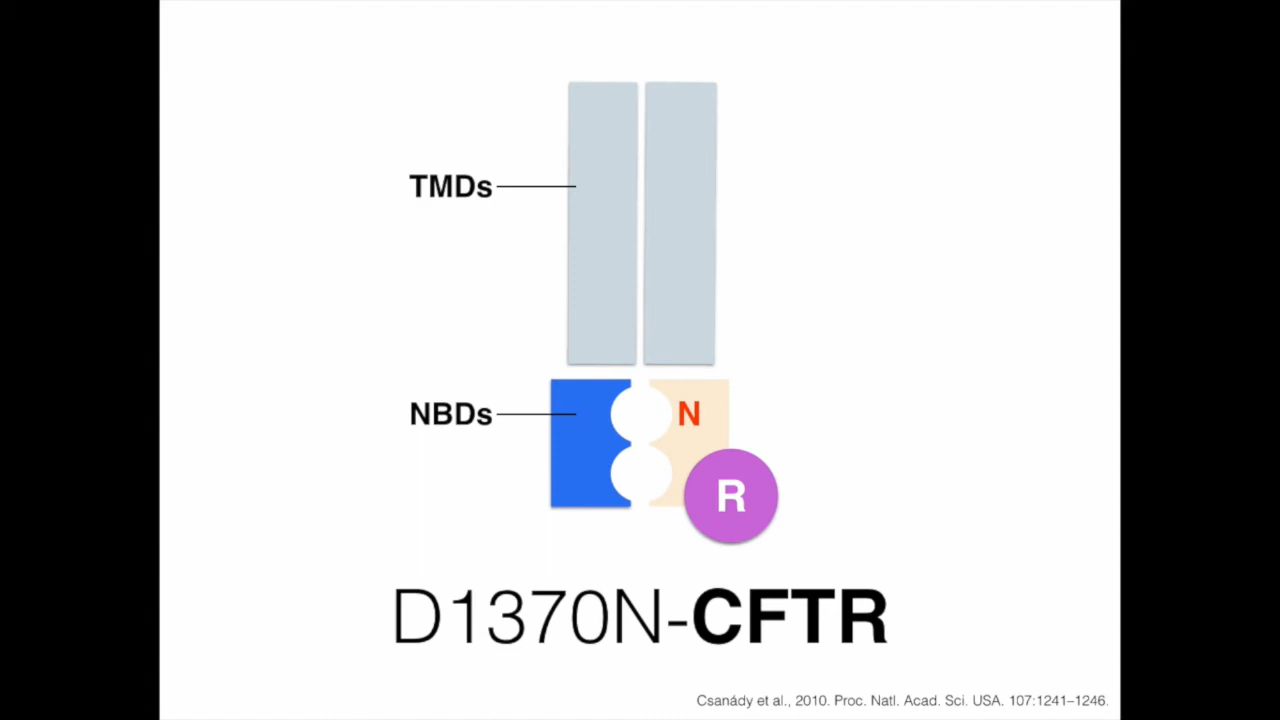 TMDs
NBDs
N
R
D1370N-CFTR
Csanády et al., 2010. Proc. Natl. Acad. Sci. USA. 107:1241–1246.